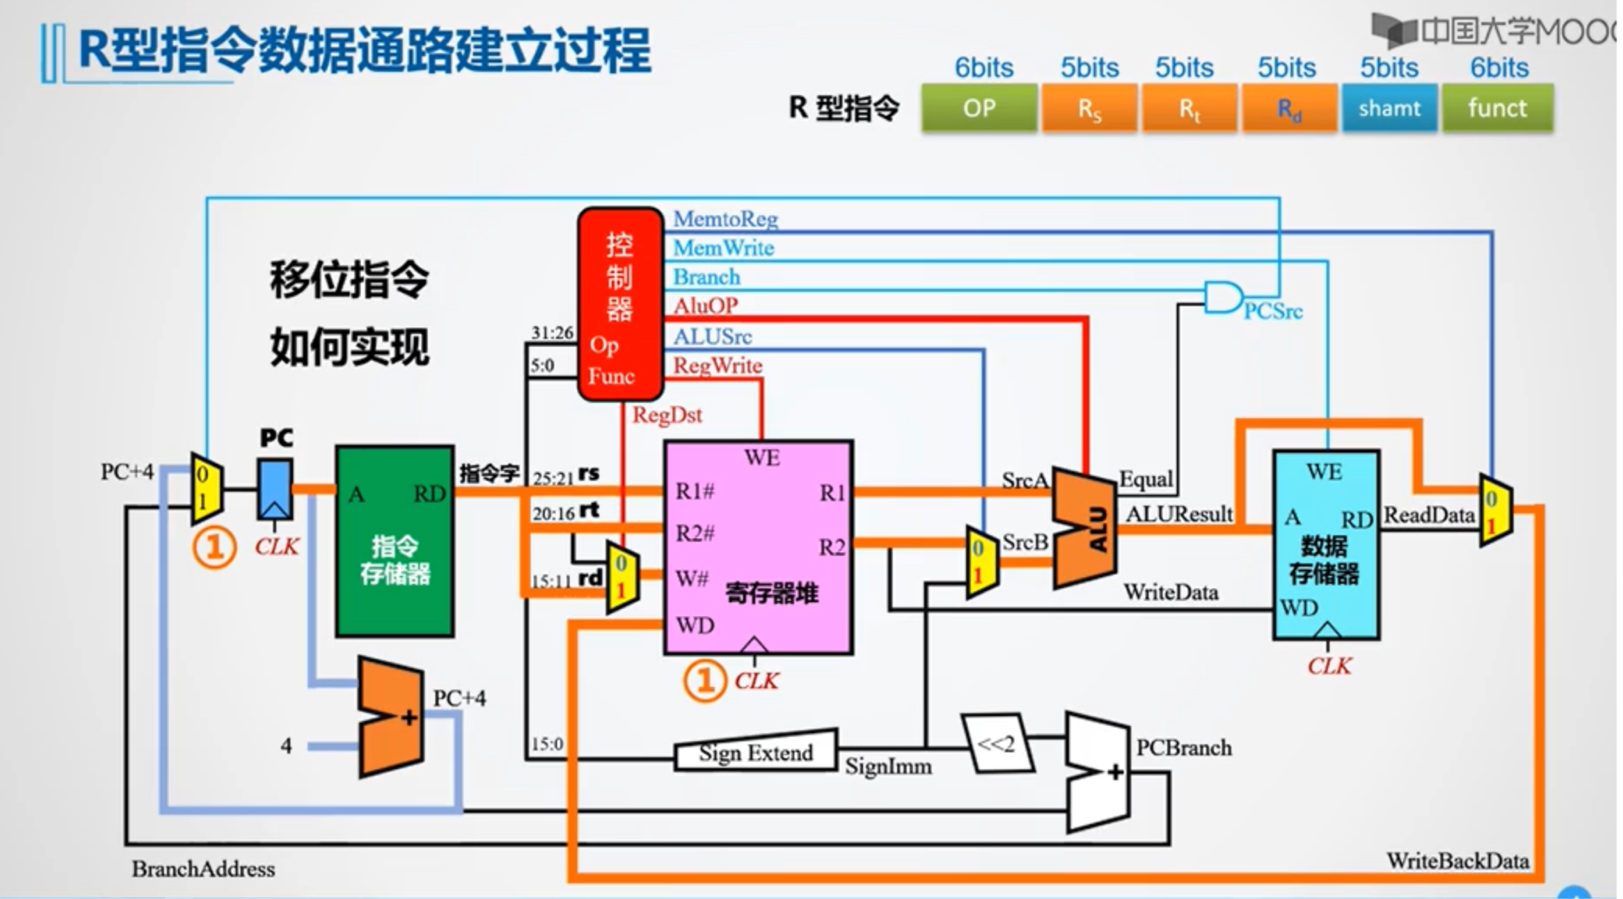 R型指令数据通路建立过程
中国大学MOOC
6bits 5bits 5bits 5bits 5bits 6bits
R 型指令 OP Rs Rt Rd shamt funct
移位指令
如何实现
控制器
Op
Func
31:26
5:0
MemtoReg
MemWrite
Branch
AluOP
ALUSrc
RegWrite
RegDst
PCSrc
PC+4
0
1
①
PC
CLK
A RD
指令
存储器
指令字
25:21 rs
20:16 rt
15:11 rd
0
1
WE
R1# R1
R2# R2
W#
WD
寄存器堆
① CLK
0
1
SrcA
SrcB
ALU
Equal
ALUResult
WriteData
WE
A RD
数据
存储器
WD
CLK
ReadData
0
1
4
+
PC+4
15:0
Sign Extend
SignImm
<<2
+
PCBranch
BranchAddress
WriteBackData